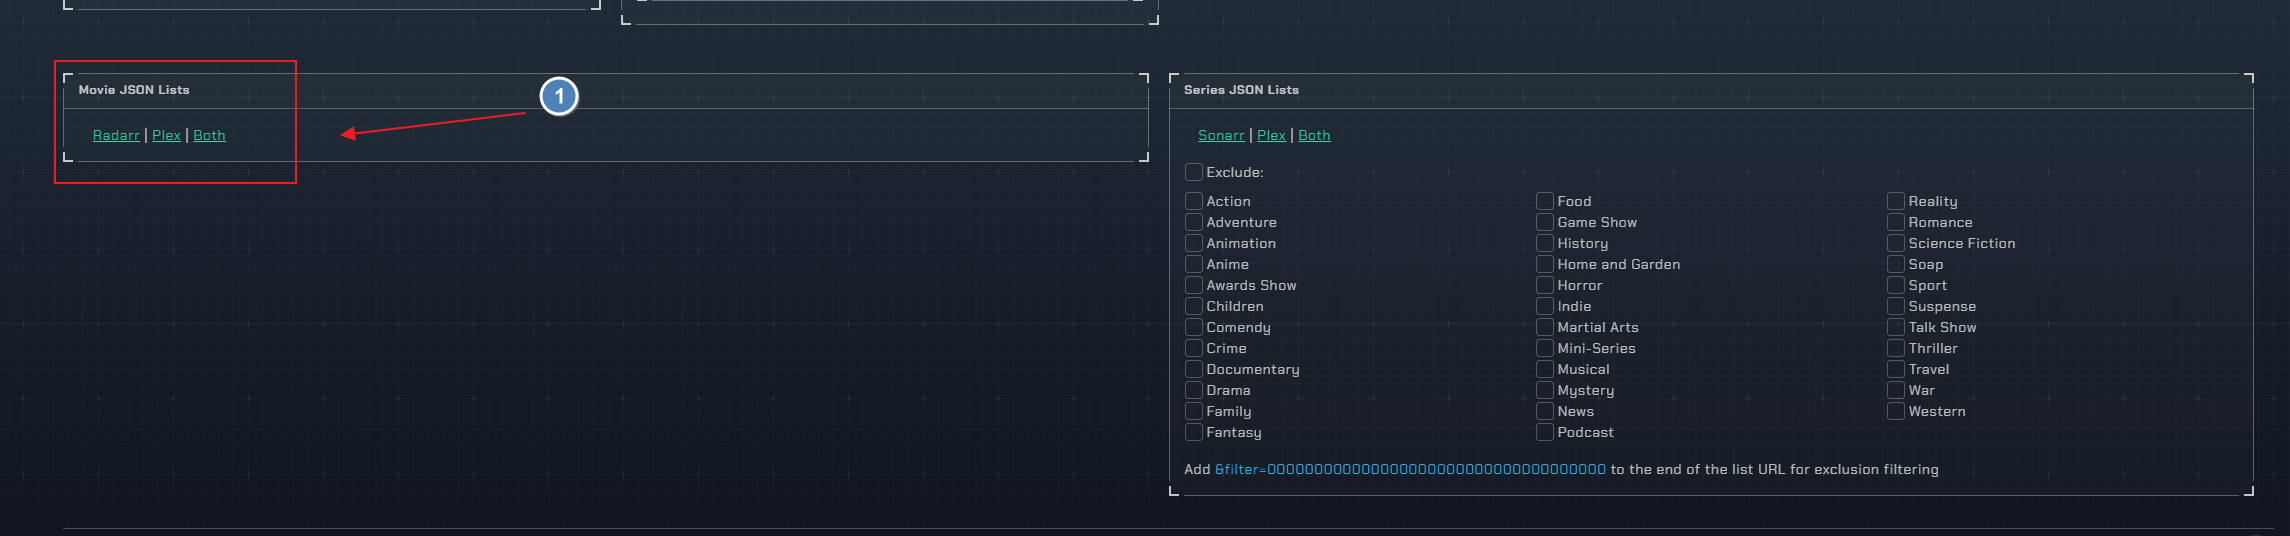 Movie JSON Lists
Radarr | Plex | Both
1
Series JSON Lists
Sonarr | Plex | Both
Exclude:
Action
Adventure
Animation
Anime
Awards Show
Children
Comendy
Crime
Documentary
Drama
Family
Fantasy
Food
Game Show
History
Home and Garden
Horror
Indie
Martial Arts
Mini-Series
Musical
Mystery
News
Podcast
Reality
Romance
Science Fiction
Soap
Sport
Suspense
Talk Show
Thriller
Travel
War
Western
Add &filter=000000000000000000000000000000000000 to the end of the list URL for exclusion filtering